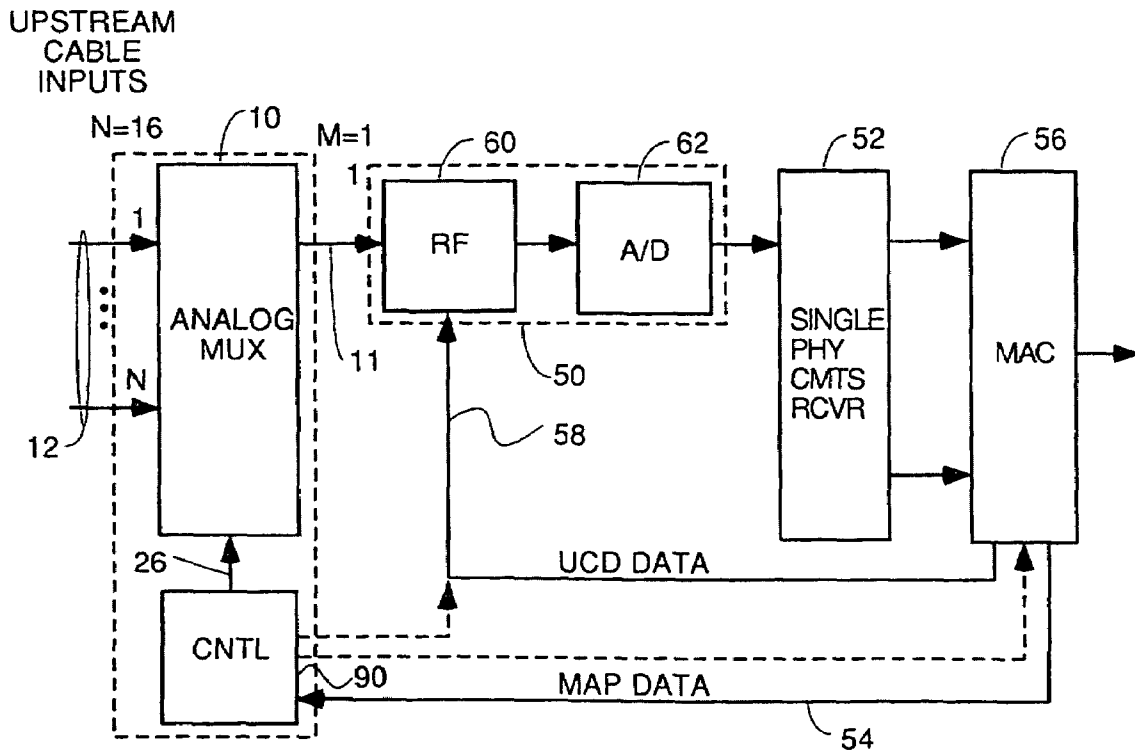 UPSTREAM
CABLE
INPUTS
N=16
10
M=1
60
62
52
56
1
1
RF
A/D
ANALOG
MUX
SINGLE
PHY
CMTS
RCVR
MAC
11
50
N
12
58
26
UCD DATA
CNTL
90
MAP DATA
54